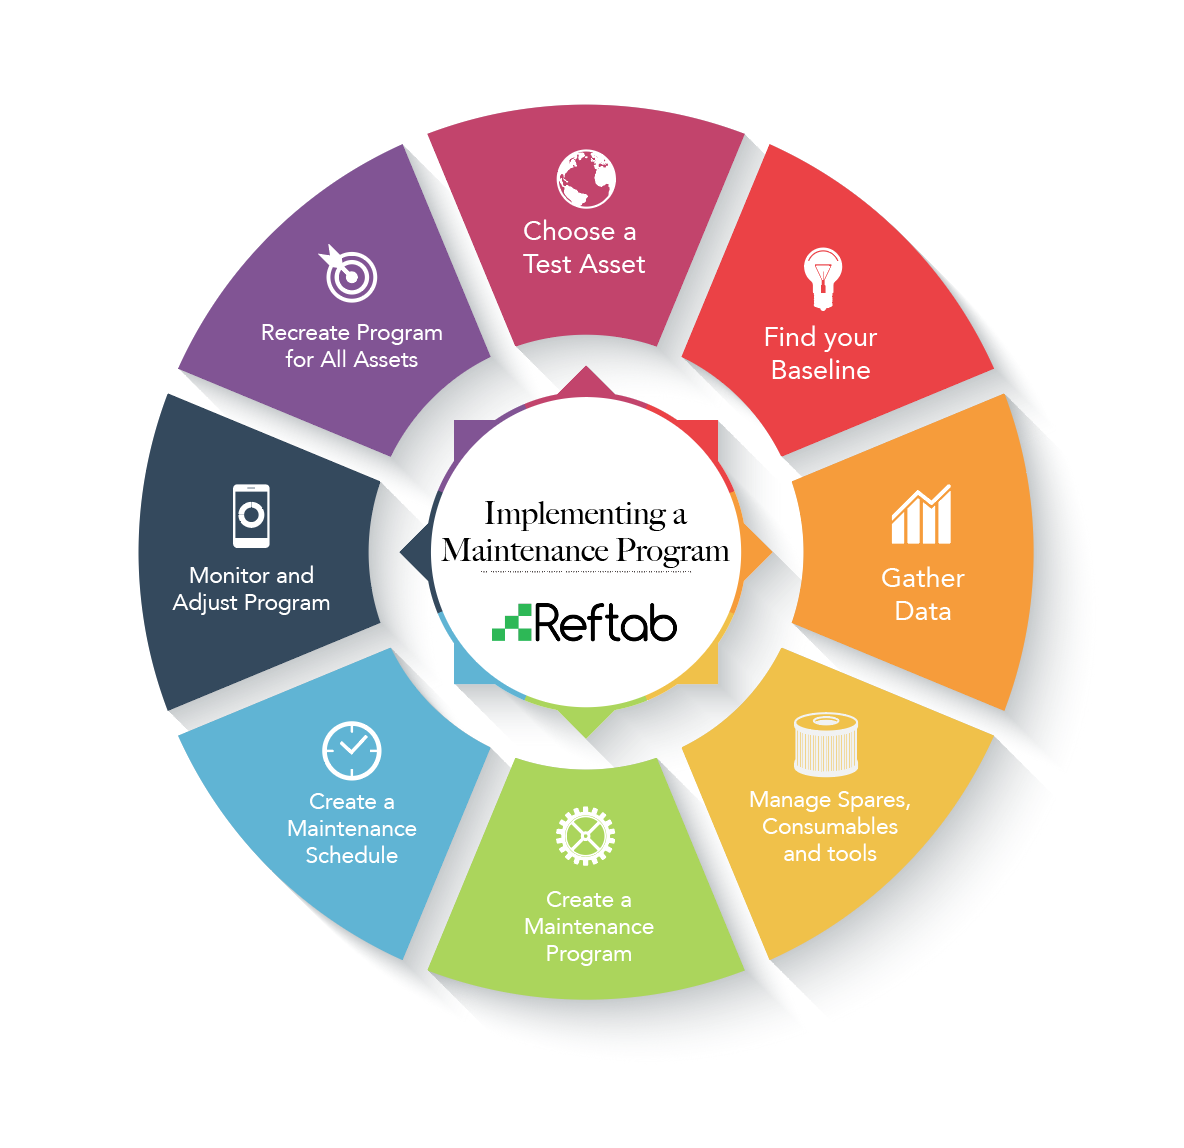 Choose a
Test Asset
Find your
Baseline
Gather
Data
Manage Spares,
Consumables
and tools
Create a
Maintenance
Program
Create a
Maintenance
Schedule
Monitor and
Adjust Program
Recreate Program
for All Assets
Implementing a
Maintenance Program
Reftab